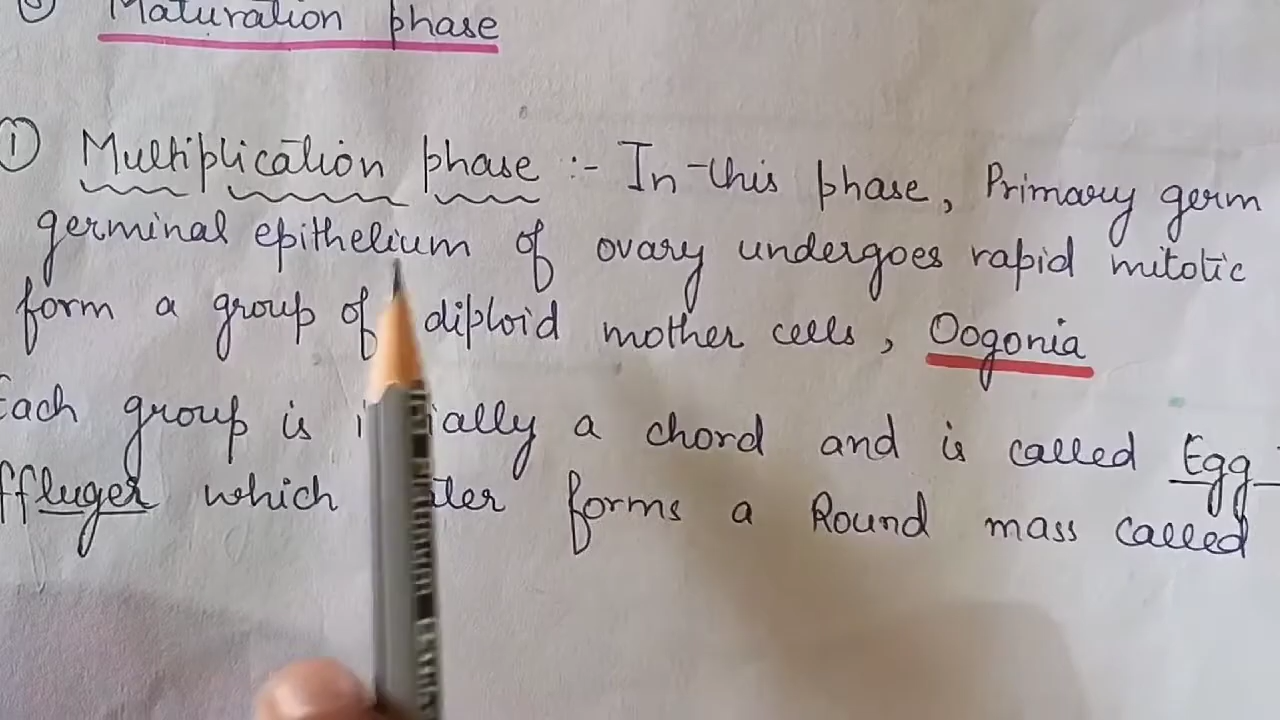 Maturation phase
① Multiplication phase :- In this phase, Primary germ
germinal epithelium of ovary undergoes rapid mitotic
form a group of diploid mother cells, Oogonia
Each group is a chord and is called Egg
which forms a Round mass called